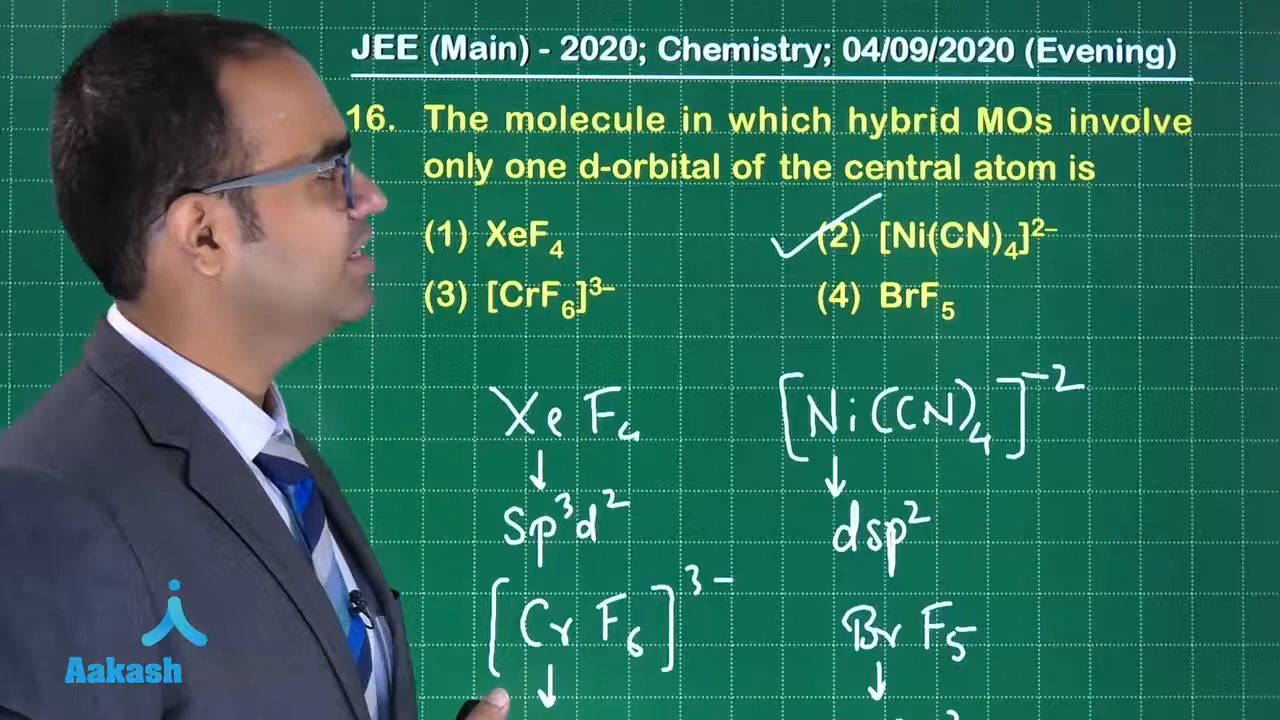 JEE (Main) - 2020; Chemistry; 04/09/2020 (Evening)
16. The molecule in which hybrid MOs involve
only one d-orbital of the central atom is
(1) XeF₄ (2) [Ni(CN)₄]²⁻
(3) [CrF₆]³⁻ (4) BrF₅
XeF₄ [Ni(CN)₄]⁻²
↓ ↓
sp³d² dsp²
[CrF₆]³⁻ BrF₅
↓ ↓
Aakash